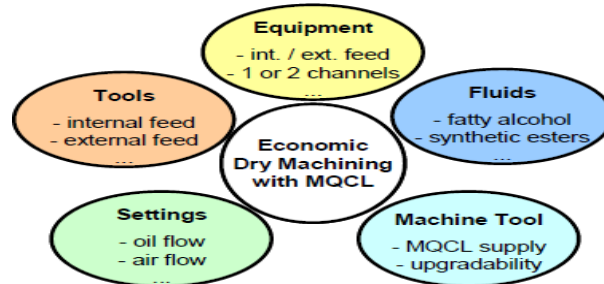 Equipment
- int. / ext. feed
- 1 or 2 channels
...
Tools
- internal feed
- external feed
...
Fluids
- fatty alcohol
- synthetic esters
...
Economic
Dry Machining
with MQCL
Settings
- oil flow
- air flow
...
Machine Tool
- MQCL supply
- upgradability